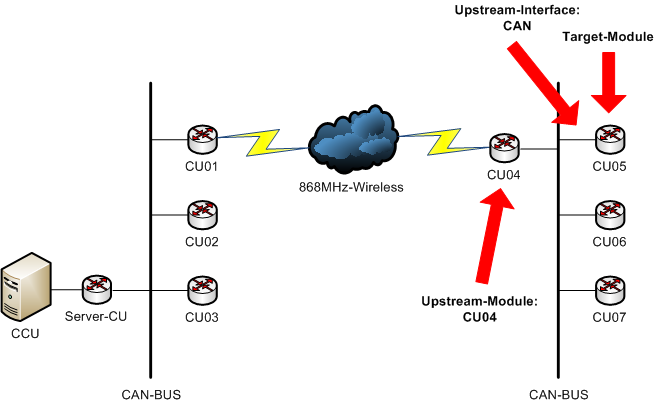 Upstream-Interface:
CAN
Target-Module
CU01
868MHz-Wireless
CU04
CU05
CU02
CU06
CCU
Server-CU
CU03
Upstream-Module:
CU04
CU07
CAN-BUS
CAN-BUS